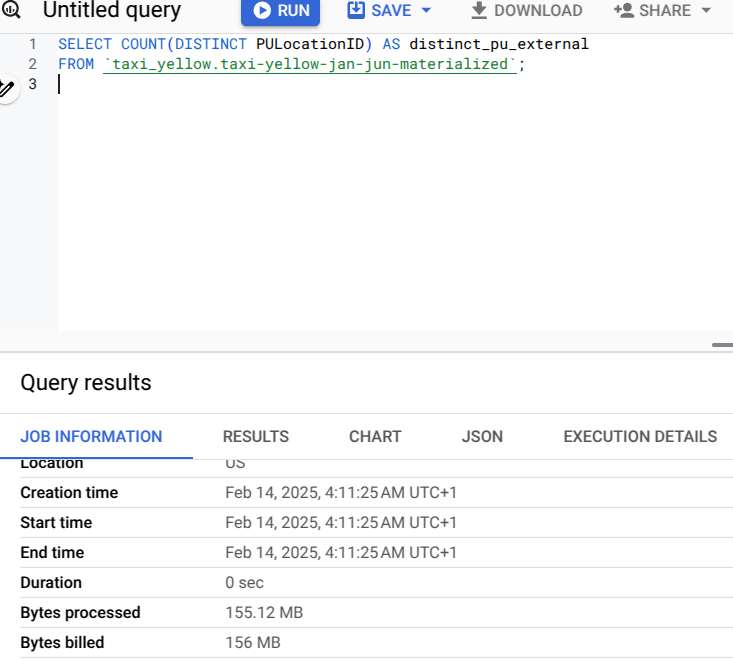 Untitled query
RUN
SAVE
DOWNLOAD
SHARE
1 SELECT COUNT(DISTINCT PULocationID) AS distinct_pu_external
2 FROM `taxi_yellow.taxi-yellow-jan-jun-materialized`;
3
Query results
JOB INFORMATION RESULTS CHART JSON EXECUTION DETAILS
Location US
Creation time Feb 14, 2025, 4:11:25 AM UTC+1
Start time Feb 14, 2025, 4:11:25 AM UTC+1
End time Feb 14, 2025, 4:11:25 AM UTC+1
Duration 0 sec
Bytes processed 155.12 MB
Bytes billed 156 MB